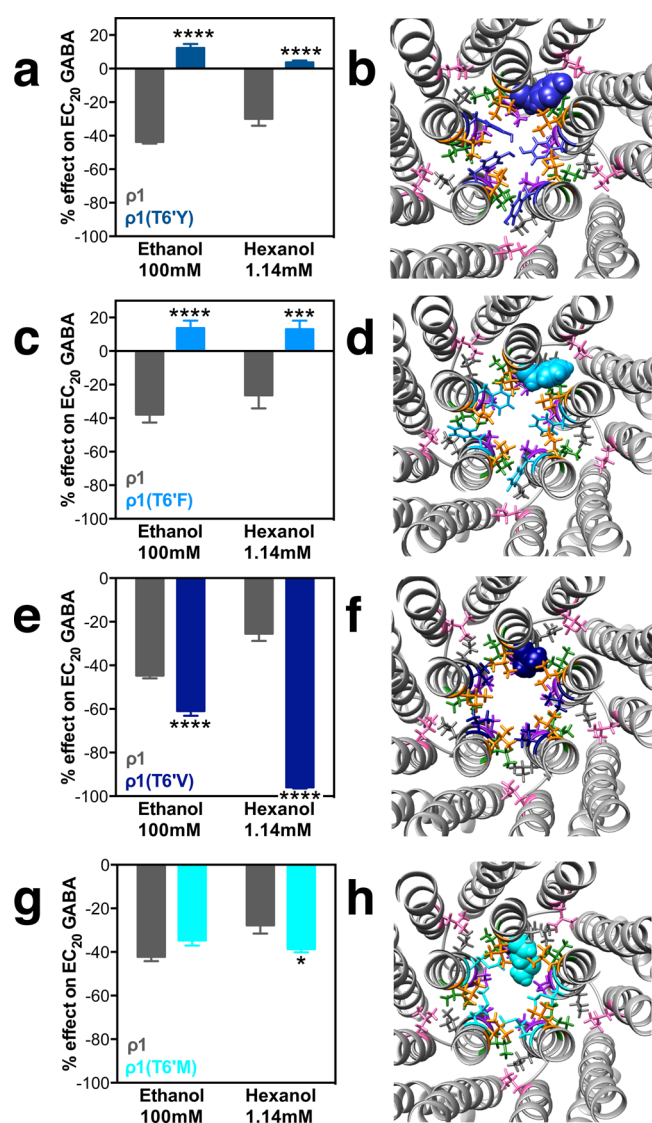 a
% effect on EC20 GABA
20
0
-20
-40
-60
-80
-100
****
****
ρ1
ρ1(T6'Y)
Ethanol Hexanol
100mM 1.14mM
b
c
% effect on EC20 GABA
20
0
-20
-40
-60
-80
-100
****
***
ρ1
ρ1(T6'F)
Ethanol Hexanol
100mM 1.14mM
d
e
% effect on EC20 GABA
0
-20
-40
-60
-80
-100
****
****
ρ1
ρ1(T6'V)
Ethanol Hexanol
100mM 1.14mM
f
g
% effect on EC20 GABA
0
-20
-40
-60
-80
-100
*
ρ1
ρ1(T6'M)
Ethanol Hexanol
100mM 1.14mM
h